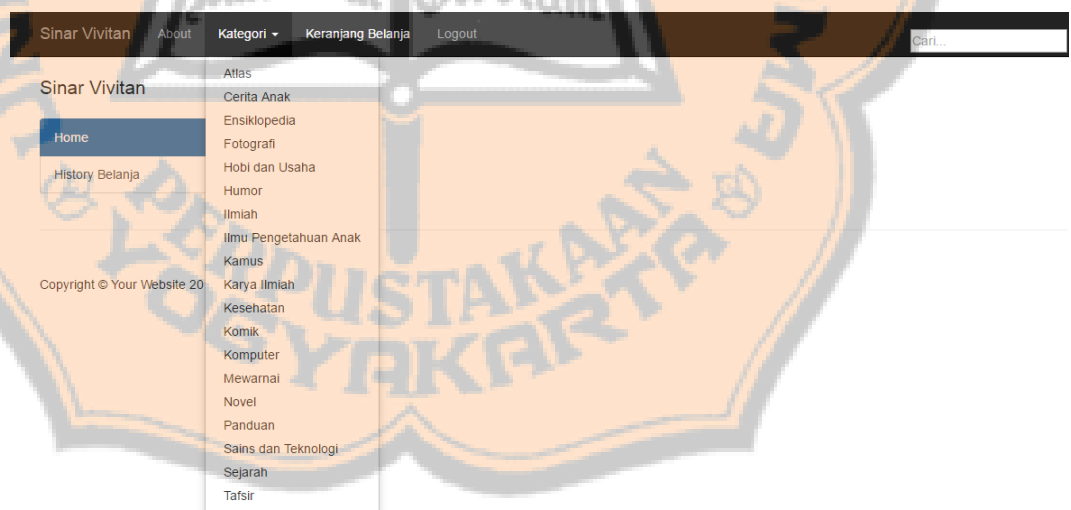 Sinar Vivitan About Kategori Keranjang Belanja Logout Cari...
Sinar Vivitan
Home
History Belanja
Atlas
Cerita Anak
Ensiklopedia
Fotografi
Hobi dan Usaha
Humor
Ilmiah
Ilmu Pengetahuan Anak
Kamus
Karya Ilmiah
Kesehatan
Komik
Komputer
Mewarnai
Novel
Panduan
Sains dan Teknologi
Sejarah
Tafsir
Copyright © Your Website 20
PERPUSTAKAAN
YOGYAKARTA